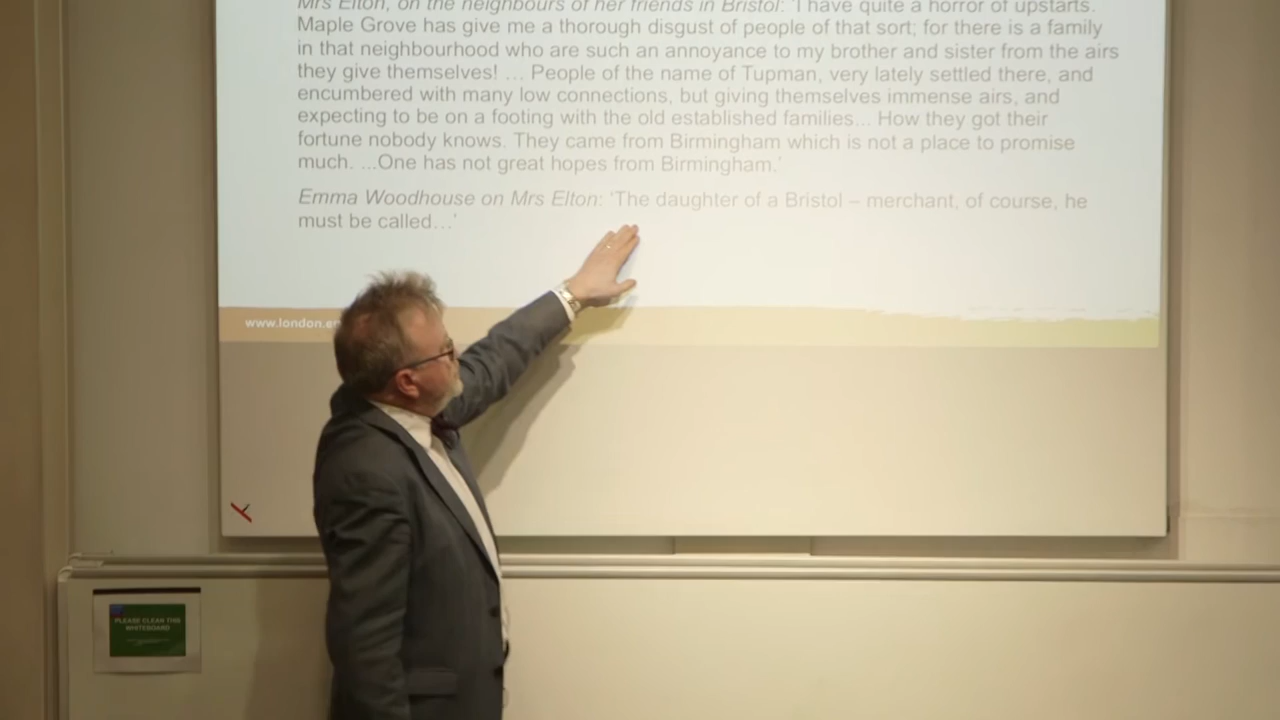 Mrs Elton, on the neighbours of her friends in Bristol: 'I have quite a horror of upstarts.
Maple Grove has give me a thorough disgust of people of that sort; for there is a family
in that neighbourhood who are such an annoyance to my brother and sister from the airs
they give themselves! … People of the name of Tupman, very lately settled there, and
encumbered with many low connections, but giving themselves immense airs, and
expecting to be on a footing with the old established families… How they got their
fortune nobody knows. They came from Birmingham which is not a place to promise
much. …One has not great hopes from Birmingham.'
Emma Woodhouse on Mrs Elton: 'The daughter of a Bristol – merchant, of course, he
must be called…'
www.london.
PLEASE CLEAN THIS
WHITEBOARD